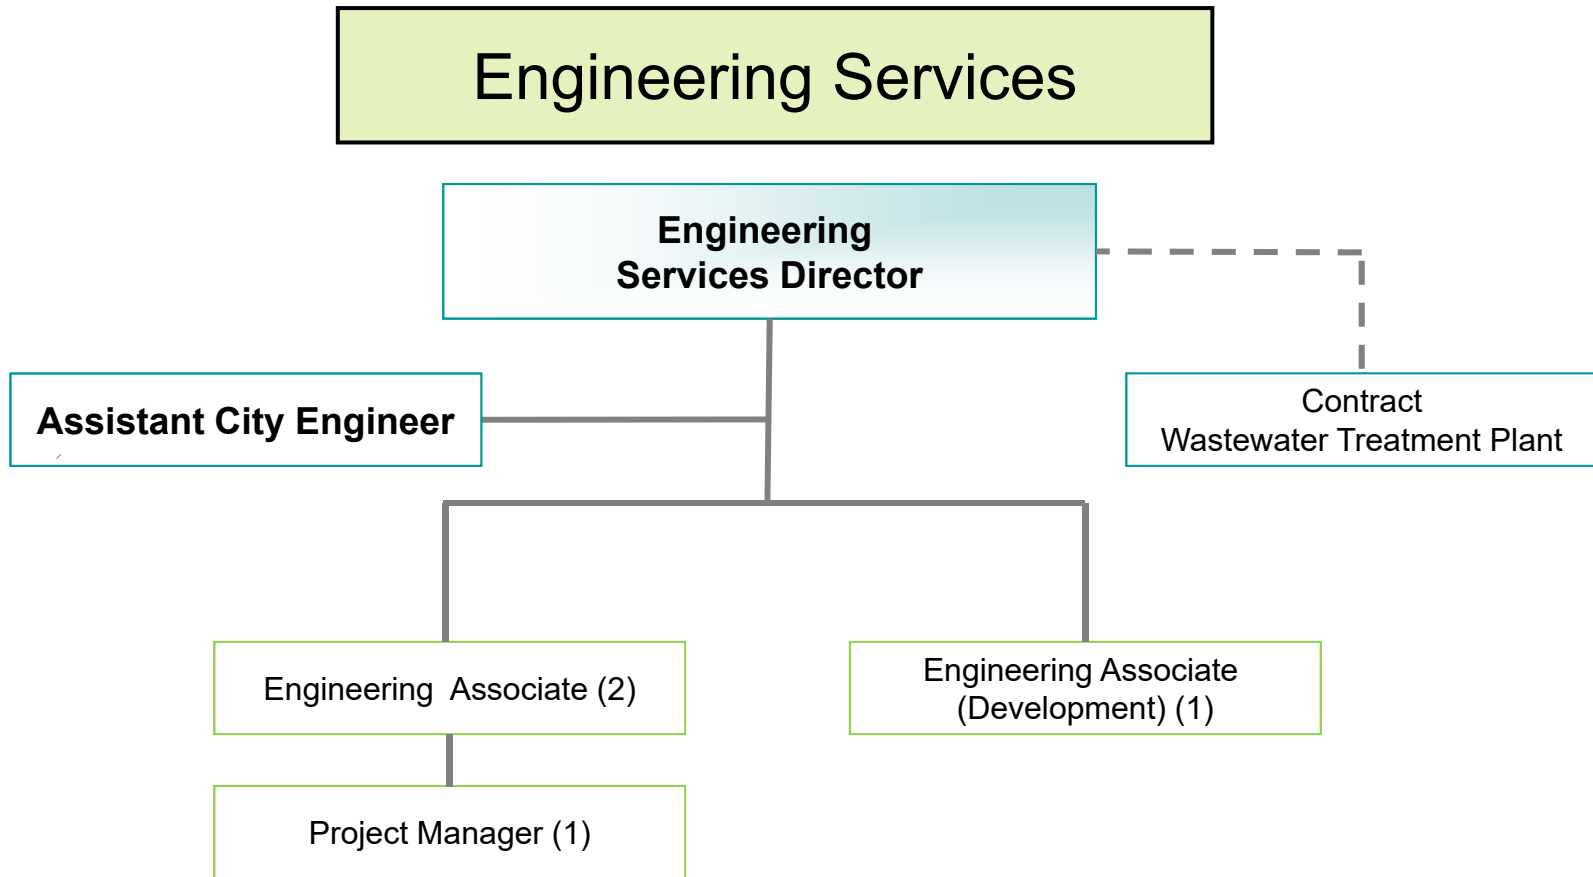 Engineering Services
Engineering
Services Director
Assistant City Engineer
Contract
Wastewater Treatment Plant
Engineering  Associate (2)
Engineering Associate
(Development) (1)
Project Manager (1)